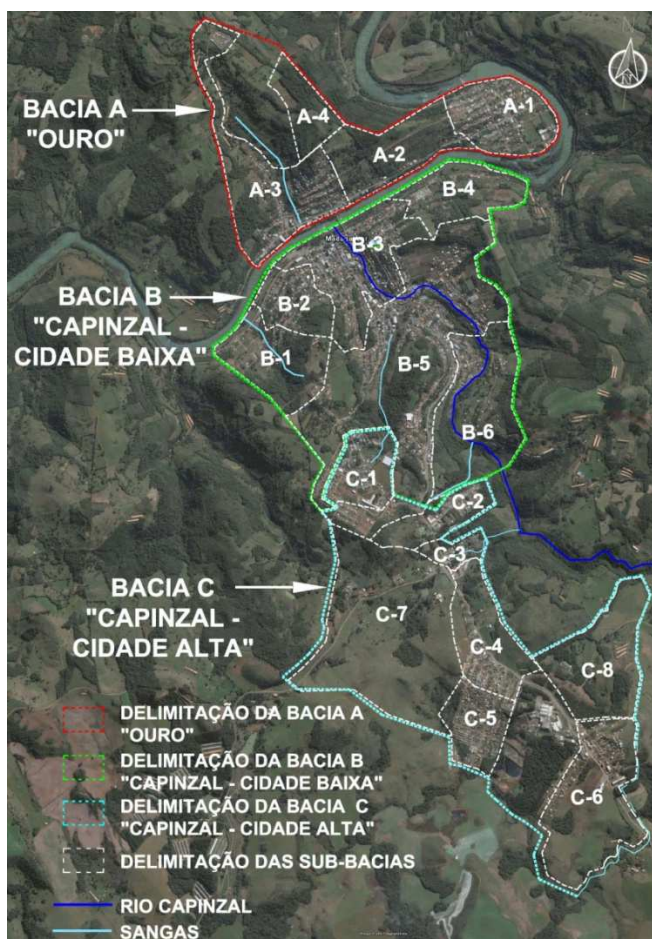 N
BACIA A
"OURO"
A-1
A-4
A-2
A-3
B-4
B-3
BACIA B
"CAPINZAL -
CIDADE BAIXA"
B-2
B-1
B-5
B-6
C-1
C-2
C-3
BACIA C
"CAPINZAL -
CIDADE ALTA"
C-7
C-4
C-8
C-5
C-6
DELIMITAÇÃO DA BACIA A
"OURO"
DELIMITAÇÃO DA BACIA B
"CAPINZAL - CIDADE BAIXA"
DELIMITAÇÃO DA BACIA C
"CAPINZAL - CIDADE ALTA"
DELIMITAÇÃO DAS SUB-BACIAS
RIO CAPINZAL
SANGAS